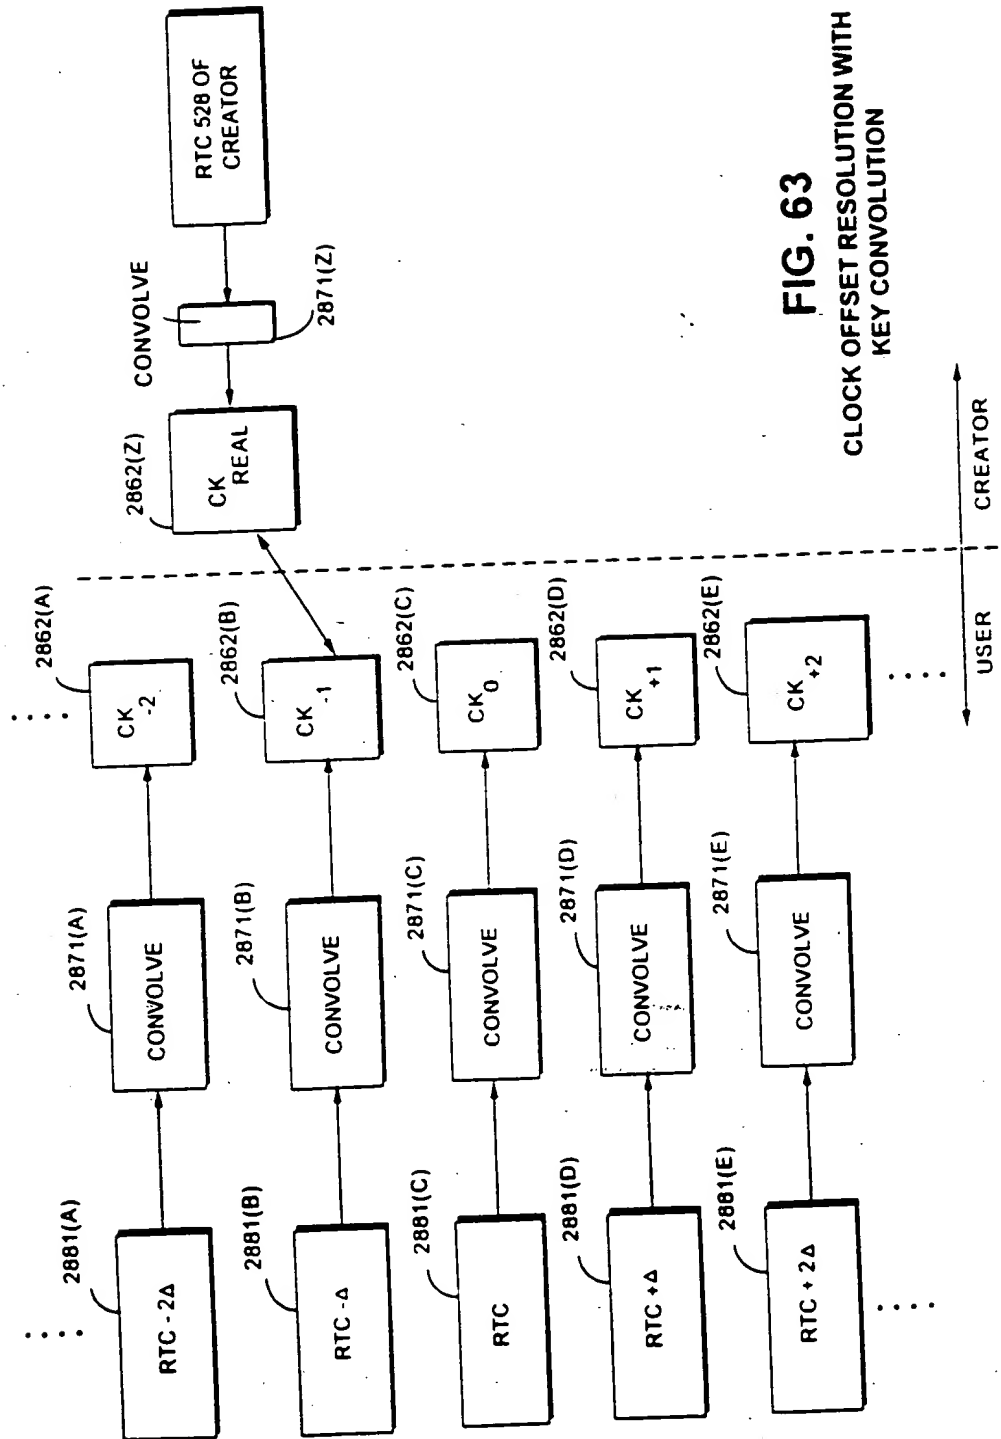 2881(A)
RTC - 2Δ
2871(A)
CONVOLVE
2862(A)
CK -2
2881(B)
RTC -Δ
2871(B)
CONVOLVE
2862(B)
CK -1
2881(C)
RTC
2871(C)
CONVOLVE
2862(C)
CK 0
2881(D)
RTC +Δ
2871(D)
CONVOLVE
2862(D)
CK +1
2881(E)
RTC + 2Δ
2871(E)
CONVOLVE
2862(E)
CK +2
2862(Z)
CK REAL
CONVOLVE
2871(Z)
RTC 528 OF
CREATOR
USER
CREATOR
FIG. 63
CLOCK OFFSET RESOLUTION WITH
KEY CONVOLUTION